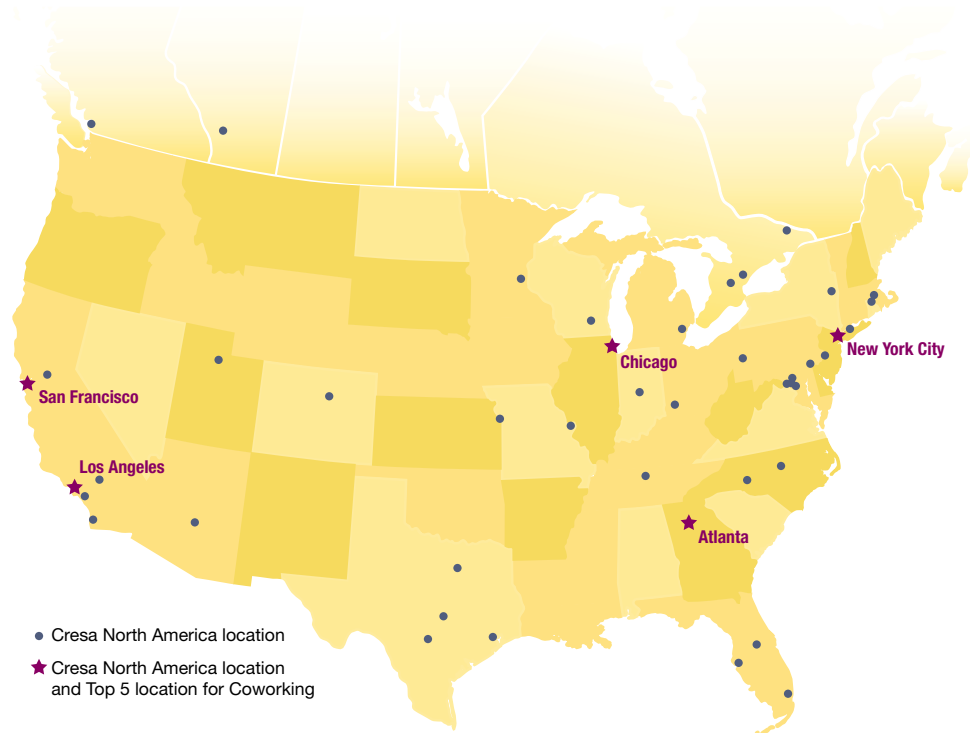 Chicago
New York City
San Francisco
Los Angeles
Atlanta
Cresa North America location
Cresa North America location
and Top 5 location for Coworking